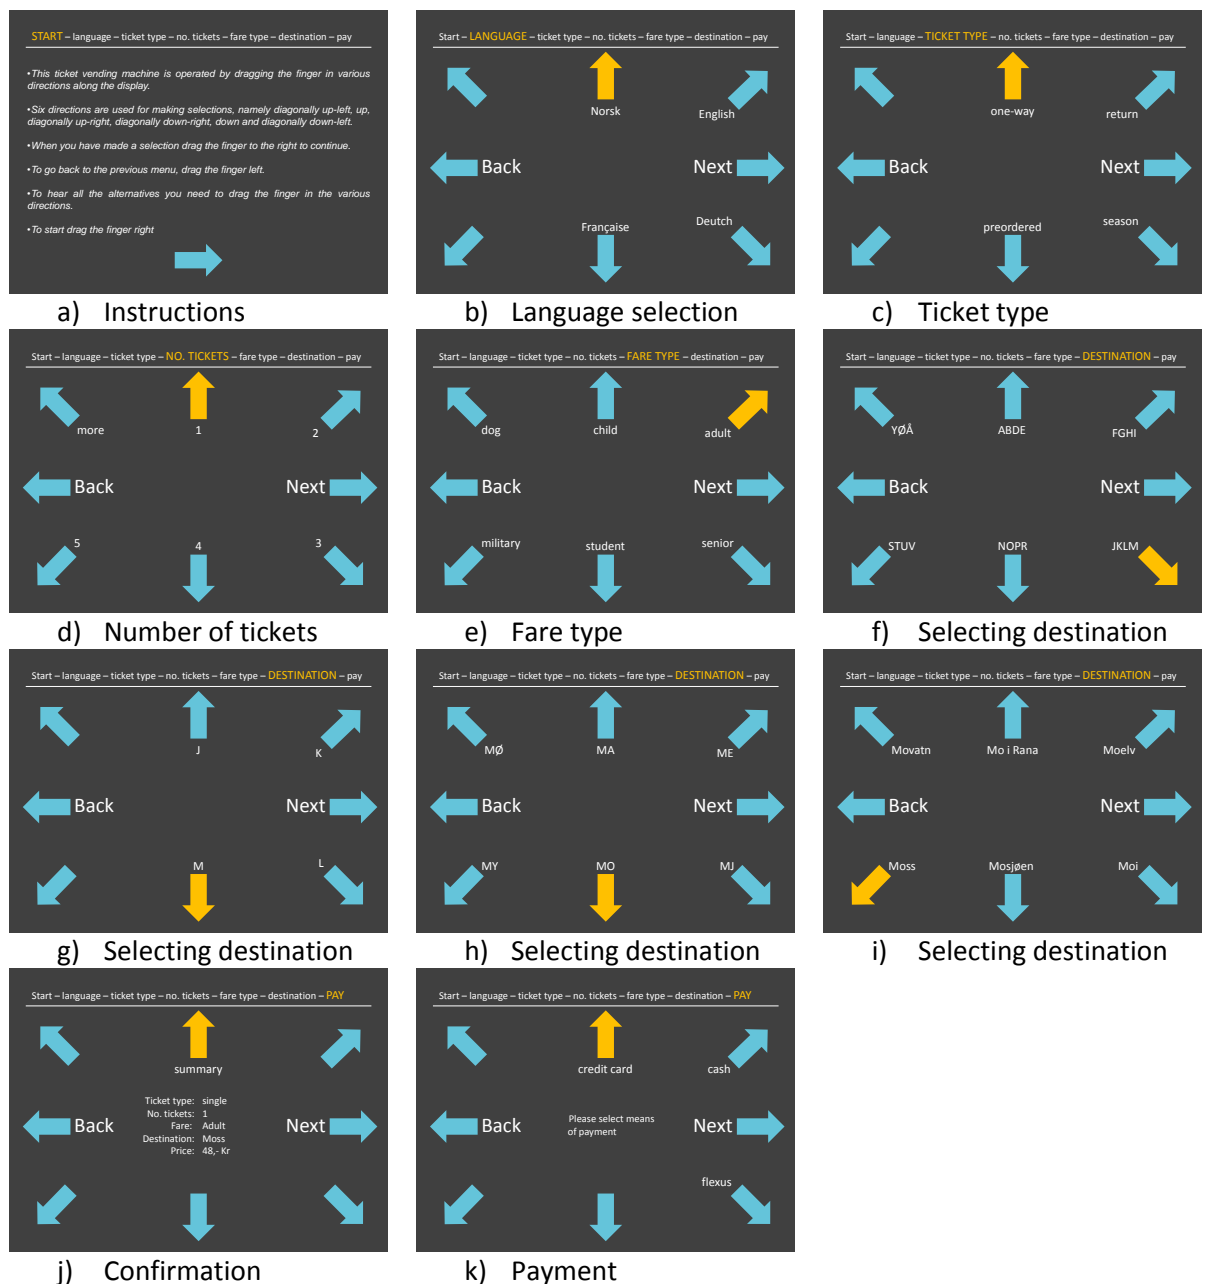 START – language – ticket type – no. tickets – fare type – destination – pay
•This ticket vending machine is operated by dragging the finger in various
directions along the display.
•Six directions are used for making selections, namely diagonally up-left, up,
diagonally up-right, diagonally down-right, down and diagonally down-left.
•When you have made a selection drag the finger to the right to continue.
•To go back to the previous menu, drag the finger left.
•To hear all the alternatives you need to drag the finger in the various
directions.
•To start drag the finger right
a) Instructions
Start – LANGUAGE – ticket type – no. tickets – fare type – destination – pay
Norsk
English
Back
Next
Française
Deutch
b) Language selection
Start – language – TICKET TYPE – no. tickets – fare type – destination – pay
one-way
return
Back
Next
preordered
season
c) Ticket type
Start – language – ticket type – NO. TICKETS – fare type – destination – pay
more
1
2
Back
Next
5
4
3
d) Number of tickets
Start – language – ticket type – no. tickets – FARE TYPE – destination – pay
dog
child
adult
Back
Next
military
student
senior
e) Fare type
Start – language – ticket type – no. tickets – fare type – DESTINATION – pay
YØÅ
ABDE
FGHI
Back
Next
STUV
NOPR
JKLM
f) Selecting destination
Start – language – ticket type – no. tickets – fare type – DESTINATION – pay
J
K
Back
Next
M
L
g) Selecting destination
Start – language – ticket type – no. tickets – fare type – DESTINATION – pay
MØ
MA
ME
Back
Next
MY
MO
MJ
h) Selecting destination
Start – language – ticket type – no. tickets – fare type – DESTINATION – pay
Movatn
Mo i Rana
Moelv
Back
Next
Moss
Mosjøen
Moi
i) Selecting destination
Start – language – ticket type – no. tickets – fare type – destination – PAY
summary
Ticket type: single
No. tickets: 1
Fare: Adult
Destination: Moss
Price: 48,- Kr
Back
Next
j) Confirmation
Start – language – ticket type – no. tickets – fare type – destination – PAY
credit card
cash
Back
Please select means
of payment
Next
flexus
k) Payment